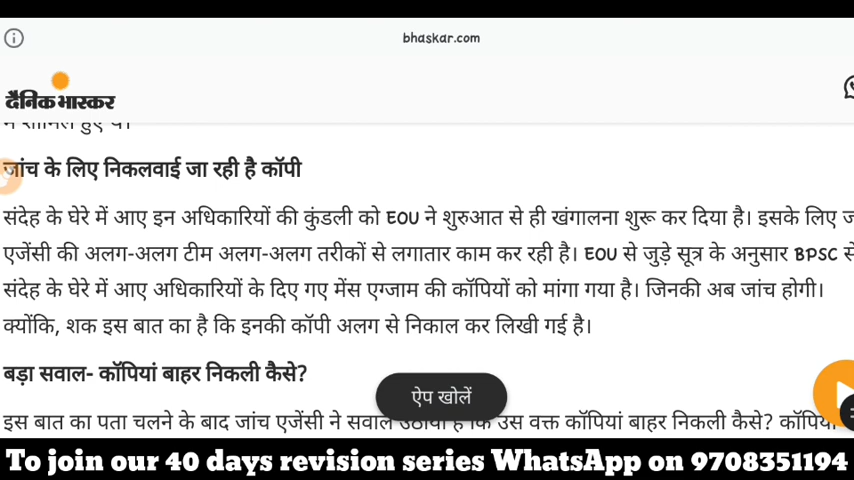 bhaskar.com
दैनिक भास्कर
में शामिल हुए थे।
जांच के लिए निकलवाई जा रही है कॉपी
संदेह के घेरे में आए इन अधिकारियों की कुंडली को EOU ने शुरुआत से ही खंगालना शुरू कर दिया है। इसके लिए
एजेंसी की अलग-अलग टीम अलग-अलग तरीकों से लगातार काम कर रही है। EOU से जुड़े सूत्र के अनुसार BPSC से
संदेह के घेरे में आए अधिकारियों के दिए गए मेंस एग्जाम की कॉपियों को मांगा गया है। जिनकी अब जांच होगी।
क्योंकि, शक इस बात का है कि इनकी कॉपी अलग से निकाल कर लिखी गई है।
बड़ा सवाल- कॉपियां बाहर निकली कैसे?
ऐप खोलें
इस बात का पता चलने के बाद जांच एजेंसी ने सवाल उठाया है कि उस वक्त कॉपियां बाहर निकली कैसे? कॉपियां
To join our 40 days revision series WhatsApp on 9708351194